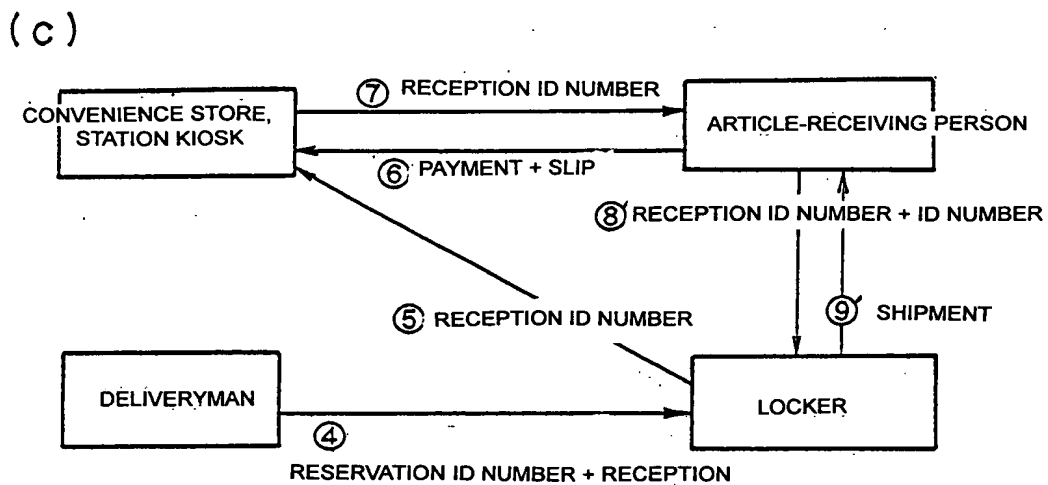 (c)
⑦ RECEPTION ID NUMBER
CONVENIENCE STORE,
STATION KIOSK
ARTICLE-RECEIVING PERSON
⑥ PAYMENT + SLIP
⑧' RECEPTION ID NUMBER + ID NUMBER
⑤ RECEPTION ID NUMBER
⑨' SHIPMENT
DELIVERYMAN
LOCKER
④
RESERVATION ID NUMBER + RECEPTION